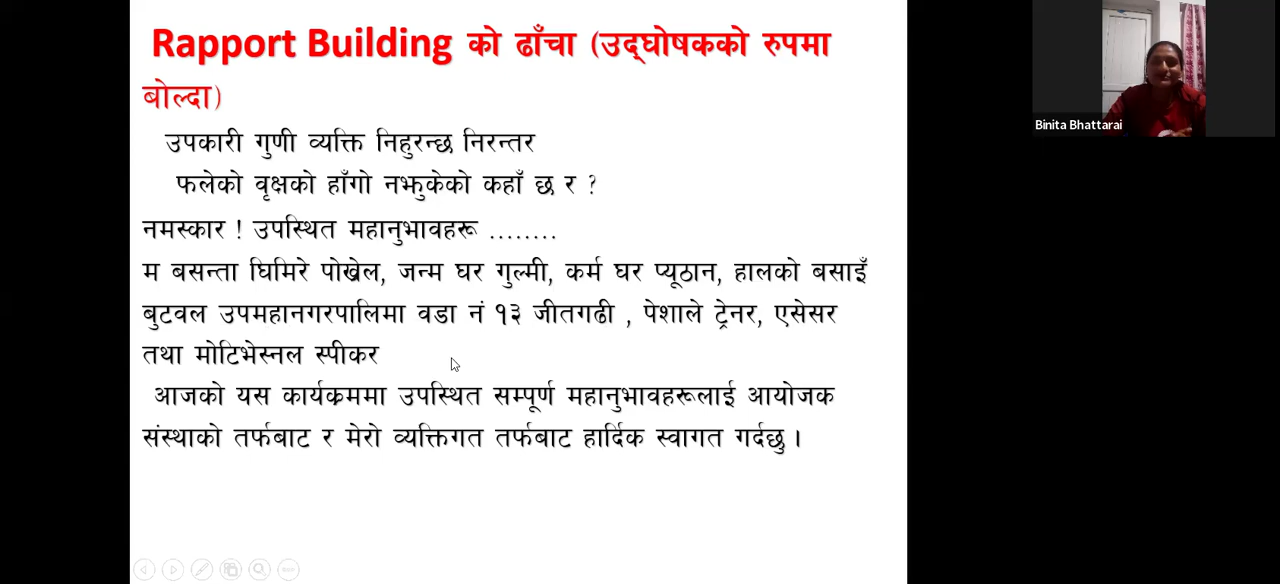 Rapport Building को ढाँचा (उद्घोषकको रुपमा
बोल्दा)
उपकारी गुणी व्यक्ति निहुरन्छ निरन्तर
फलेको वृक्षको हाँगो नझुकेको कहाँ छ र ?
नमस्कार ! उपस्थित महानुभावहरू ........
म बसन्ता घिमिरे पोख्रेल, जन्म घर गुल्मी, कर्म घर प्यूठान, हालको बसाइँ
बुटवल उपमहानगरपालिमा वडा नं १३ जीतगढी , पेशाले ट्रेनर, एसेसर
तथा मोटिभेस्नल स्पीकर
आजको यस कार्यक्रममा उपस्थित सम्पूर्ण महानुभावहरूलाई आयोजक
संस्थाको तर्फबाट र मेरो व्यक्तिगत तर्फबाट हार्दिक स्वागत गर्दछु ।
Binita Bhattarai